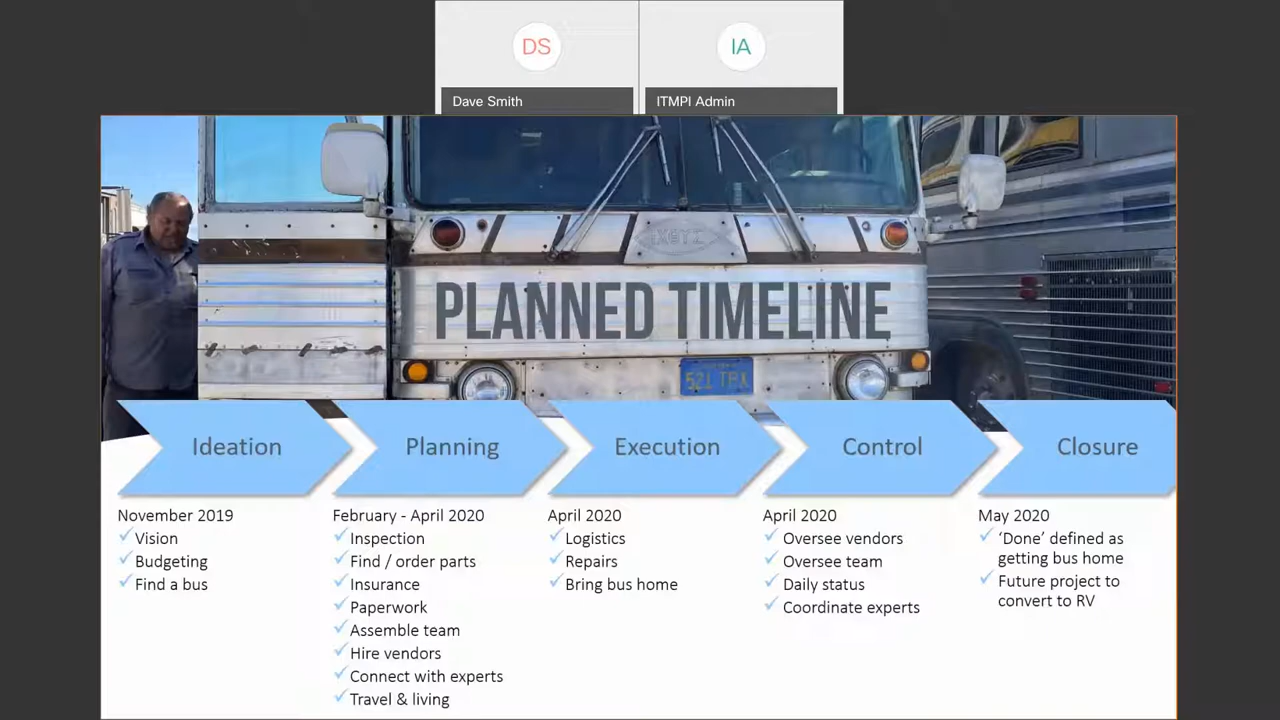 DS
IA
Dave Smith
ITMPI Admin
PLANNED TIMELINE
521 TRX
Ideation
Planning
Execution
Control
Closure
November 2019
Vision
Budgeting
Find a bus
February - April 2020
Inspection
Find / order parts
Insurance
Paperwork
Assemble team
Hire vendors
Connect with experts
Travel & living
April 2020
Logistics
Repairs
Bring bus home
April 2020
Oversee vendors
Oversee team
Daily status
Coordinate experts
May 2020
‘Done’ defined as
getting bus home
Future project to
convert to RV